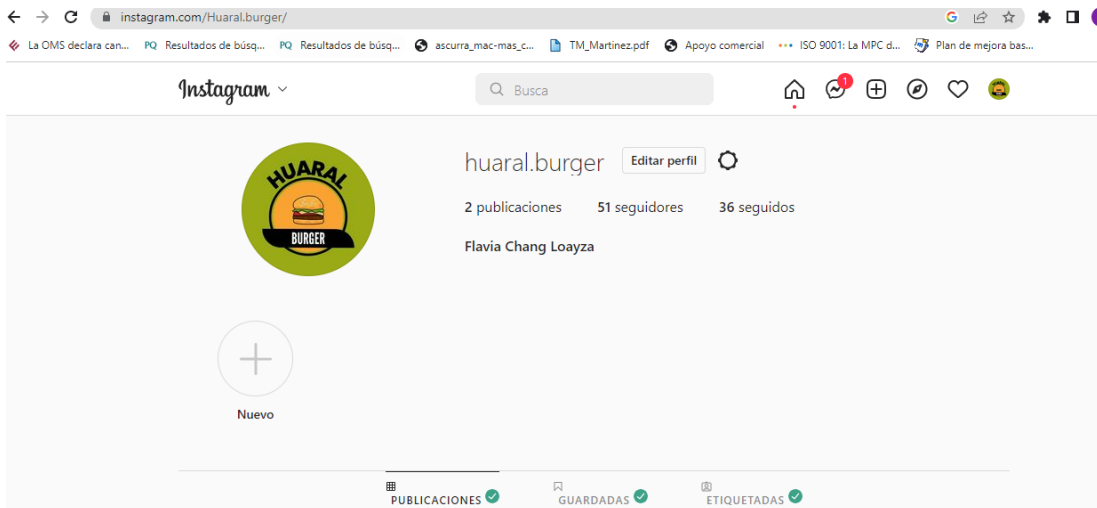 instagram.com/Huaral.burger/
La OMS declara can... PQ Resultados de búsq... PQ Resultados de búsq... ascurra_mac-mas_c... TM_Martinez.pdf Apoyo comercial ISO 9001: La MPC d... Plan de mejora bas...
Instagram Busca 1
HUARAL
BURGER
huaral.burger Editar perfil
2 publicaciones 51 seguidores 36 seguidos
Flavia Chang Loayza
Nuevo
PUBLICACIONES GUARDADAS ETIQUETADAS